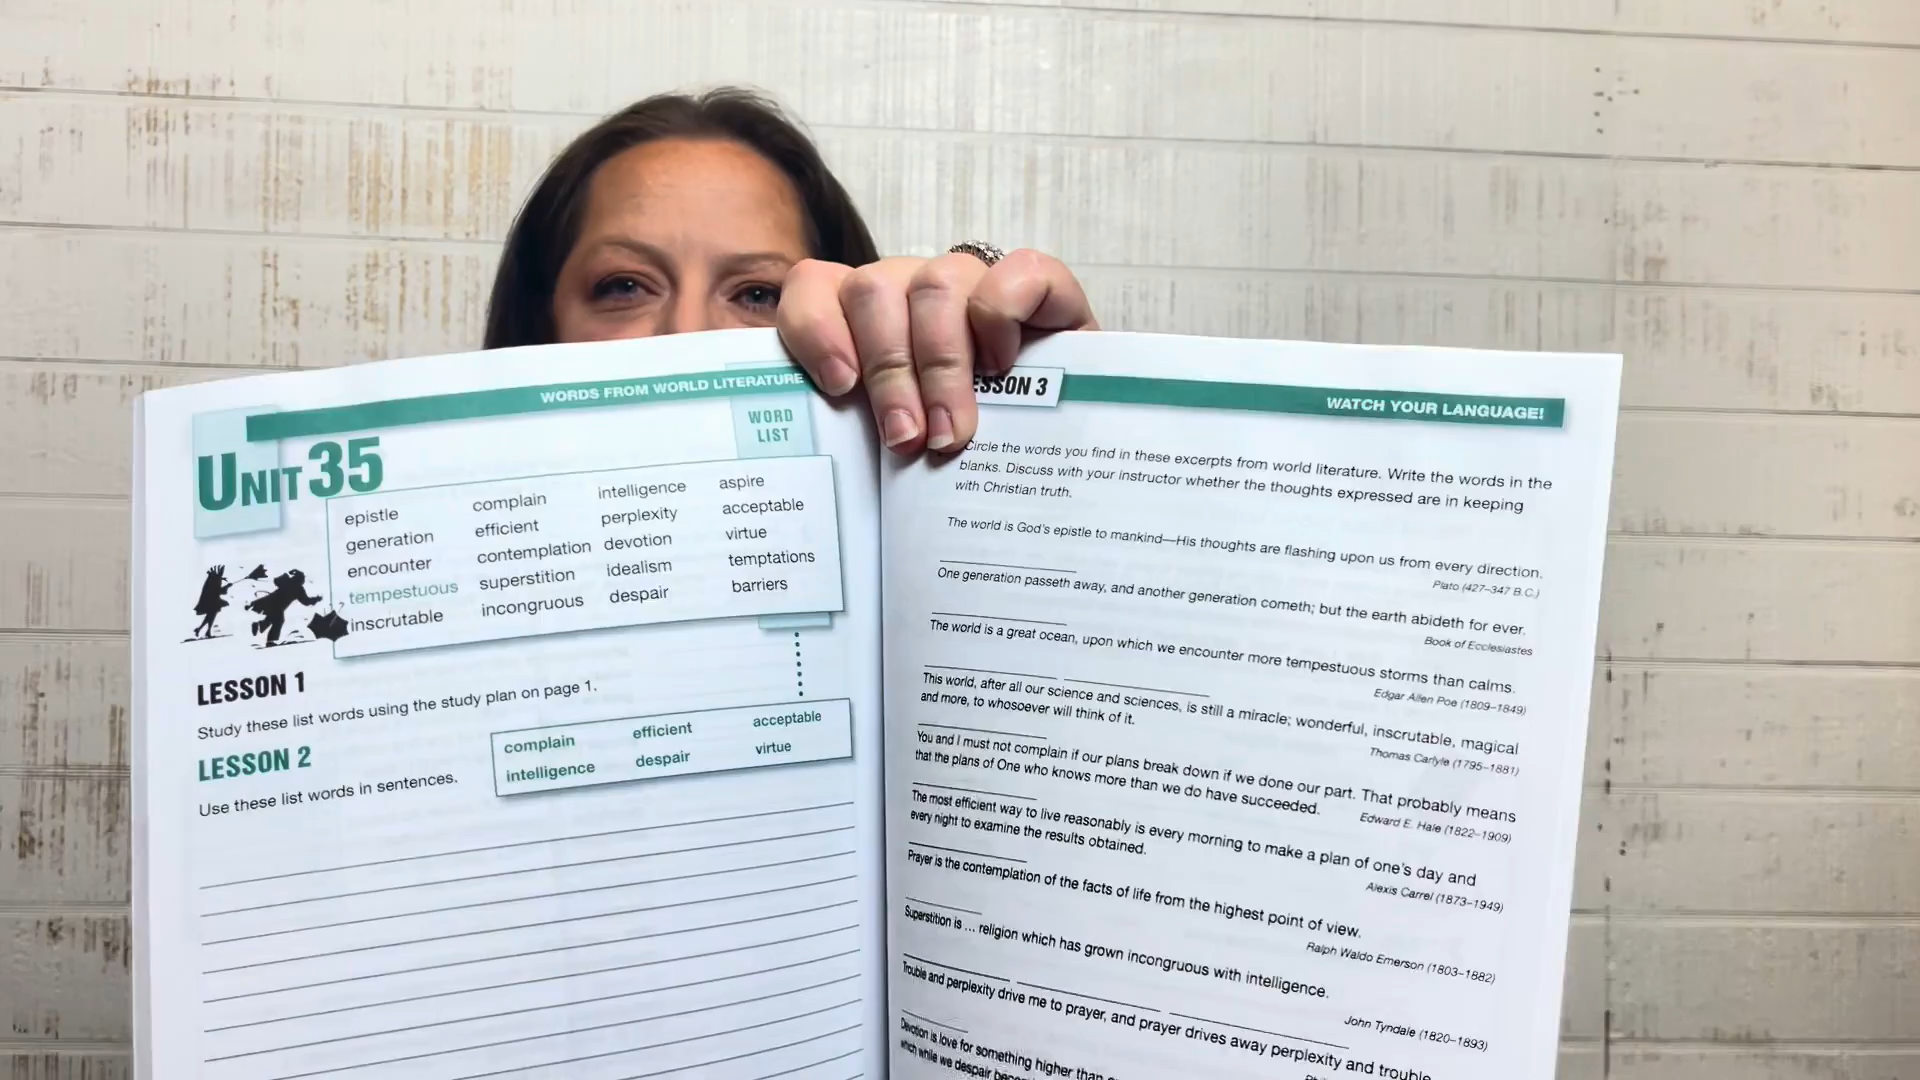 WORDS FROM WORLD LITERATURE
UNIT 35
WORD
LIST
epistle complain intelligence aspire
generation efficient perplexity acceptable
encounter contemplation devotion virtue
tempestuous superstition idealism temptations
inscrutable incongruous despair barriers
LESSON 1
Study these list words using the study plan on page 1.
LESSON 2
Use these list words in sentences.
complain efficient acceptable
intelligence despair virtue
LESSON 3
WATCH YOUR LANGUAGE!
Circle the words you find in these excerpts from world literature. Write the words in the
blanks. Discuss with your instructor whether the thoughts expressed are in keeping
with Christian truth.
The world is God's epistle to mankind—His thoughts are flashing upon us from every direction.
Plato (427–347 B.C.)
One generation passeth away, and another generation cometh; but the earth abideth for ever.
Book of Ecclesiastes
The world is a great ocean, upon which we encounter more tempestuous storms than calms.
Edgar Allen Poe (1809–1849)
This world, after all our science and sciences, is still a miracle; wonderful, inscrutable, magical
and more, to whosoever will think of it.
Thomas Carlyle (1795–1881)
You and I must not complain if our plans break down if we done our part. That probably means
that the plans of One who knows more than we do have succeeded.
Edward E. Hale (1822–1909)
The most efficient way to live reasonably is every morning to make a plan of one's day and
every night to examine the results obtained.
Alexis Carrel (1873–1949)
Prayer is the contemplation of the facts of life from the highest point of view.
Ralph Waldo Emerson (1803–1882)
Superstition is ... religion which has grown incongruous with intelligence.
John Tyndale (1820–1893)
Trouble and perplexity drive me to prayer, and prayer drives away perplexity and trouble
Devotion is love for something higher than
which while we despair